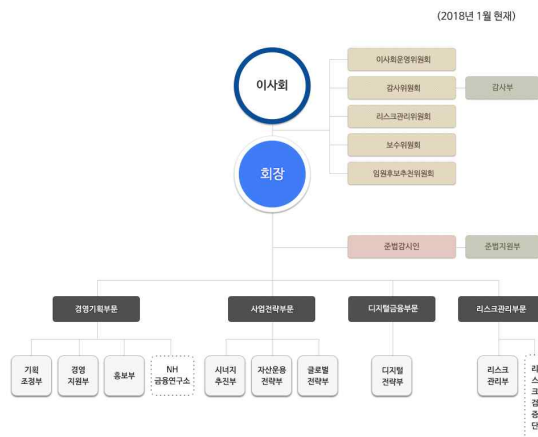 (2018년 1월 현재)
이사회
이사회운영위원회
감사위원회
감사부
리스크관리위원회
보수위원회
임원후보추천위원회
회장
준법감시인
준법지원부
경영기획부문
사업전략부문
디지털금융부문
리스크관리부문
기획
조정부
경영
지원부
홍보부
NH
금융연구소
시너지
추진부
자산운용
전략부
글로벌
전략부
디지털
전략부
리스크
관리부
리
스
크
검
증
단